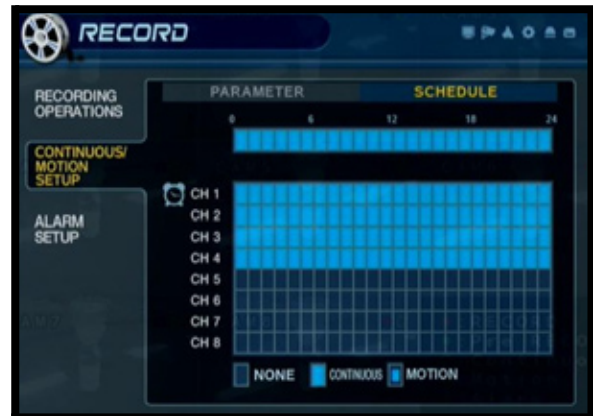 RECORD
PARAMETER SCHEDULE
RECORDING
OPERATIONS
0 6 12 18 24
CONTINUOUS/
MOTION
SETUP
CH 1
CH 2
ALARM
SETUP
CH 3
CH 4
CH 5
CH 6
CH 7
CH 8
NONE CONTINUOUS MOTION